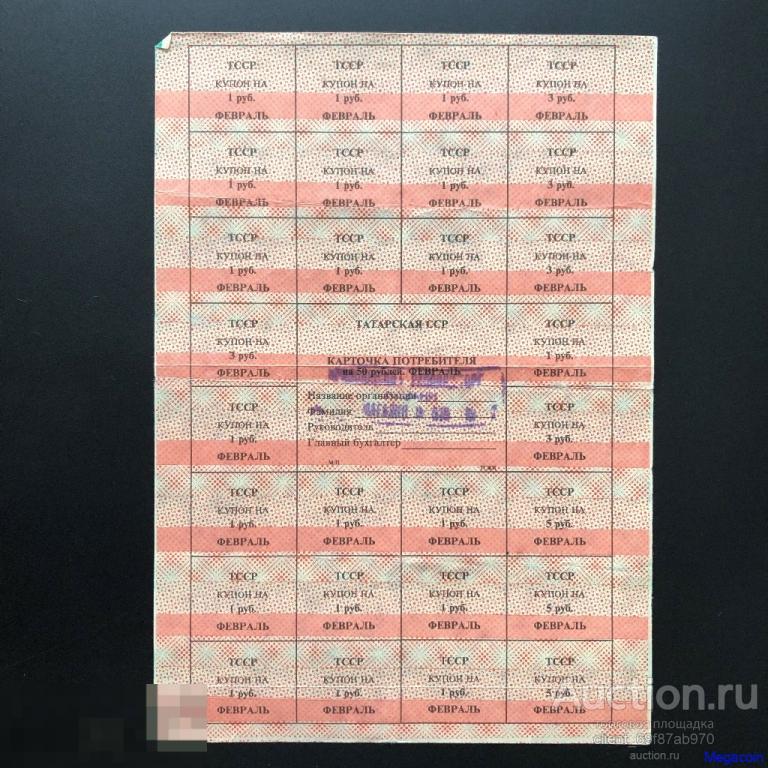 ТССР ТССР ТССР ТССР
КУПОН НА КУПОН НА КУПОН НА КУПОН НА
1 руб. 1 руб. 1 руб. 3 руб.
ФЕВРАЛЬ ФЕВРАЛЬ ФЕВРАЛЬ ФЕВРАЛЬ
ТССР ТССР ТССР ТССР
КУПОН НА КУПОН НА КУПОН НА КУПОН НА
1 руб. 1 руб. 1 руб. 3 руб.
ФЕВРАЛЬ ФЕВРАЛЬ ФЕВРАЛЬ ФЕВРАЛЬ
ТССР ТССР ТССР ТССР
КУПОН НА КУПОН НА КУПОН НА КУПОН НА
1 руб. 1 руб. 1 руб. 3 руб.
ФЕВРАЛЬ ФЕВРАЛЬ ФЕВРАЛЬ ФЕВРАЛЬ
ТССР
КУПОН НА
3 руб.
ФЕВРАЛЬ
ТАТАРСКАЯ ССР
КАРТОЧКА ПОТРЕБИТЕЛЯ
на 50 рублей. ФЕВРАЛЬ
Название организации
Фамилия
Руководитель
Главный бухгалтер
м.п
ТССР
КУПОН НА
1 руб.
ФЕВРАЛЬ
ТССР
КУПОН НА
1 руб.
ФЕВРАЛЬ
ТССР
КУПОН НА
3 руб.
ФЕВРАЛЬ
ТССР ТССР ТССР ТССР
КУПОН НА КУПОН НА КУПОН НА КУПОН НА
1 руб. 1 руб. 1 руб. 5 руб.
ФЕВРАЛЬ ФЕВРАЛЬ ФЕВРАЛЬ ФЕВРАЛЬ
ТССР ТССР ТССР ТССР
КУПОН НА КУПОН НА КУПОН НА КУПОН НА
1 руб. 1 руб. 1 руб. 5 руб.
ФЕВРАЛЬ ФЕВРАЛЬ ФЕВРАЛЬ ФЕВРАЛЬ
ТССР ТССР ТССР ТССР
КУПОН НА КУПОН НА КУПОН НА КУПОН НА
1 руб. 1 руб. 1 руб. 5 руб.
ФЕВРАЛЬ ФЕВРАЛЬ ФЕВРАЛЬ ФЕВРАЛЬ
auction.ru
торговая площадка
client_69f87ab970
auction.ru
Megacoin